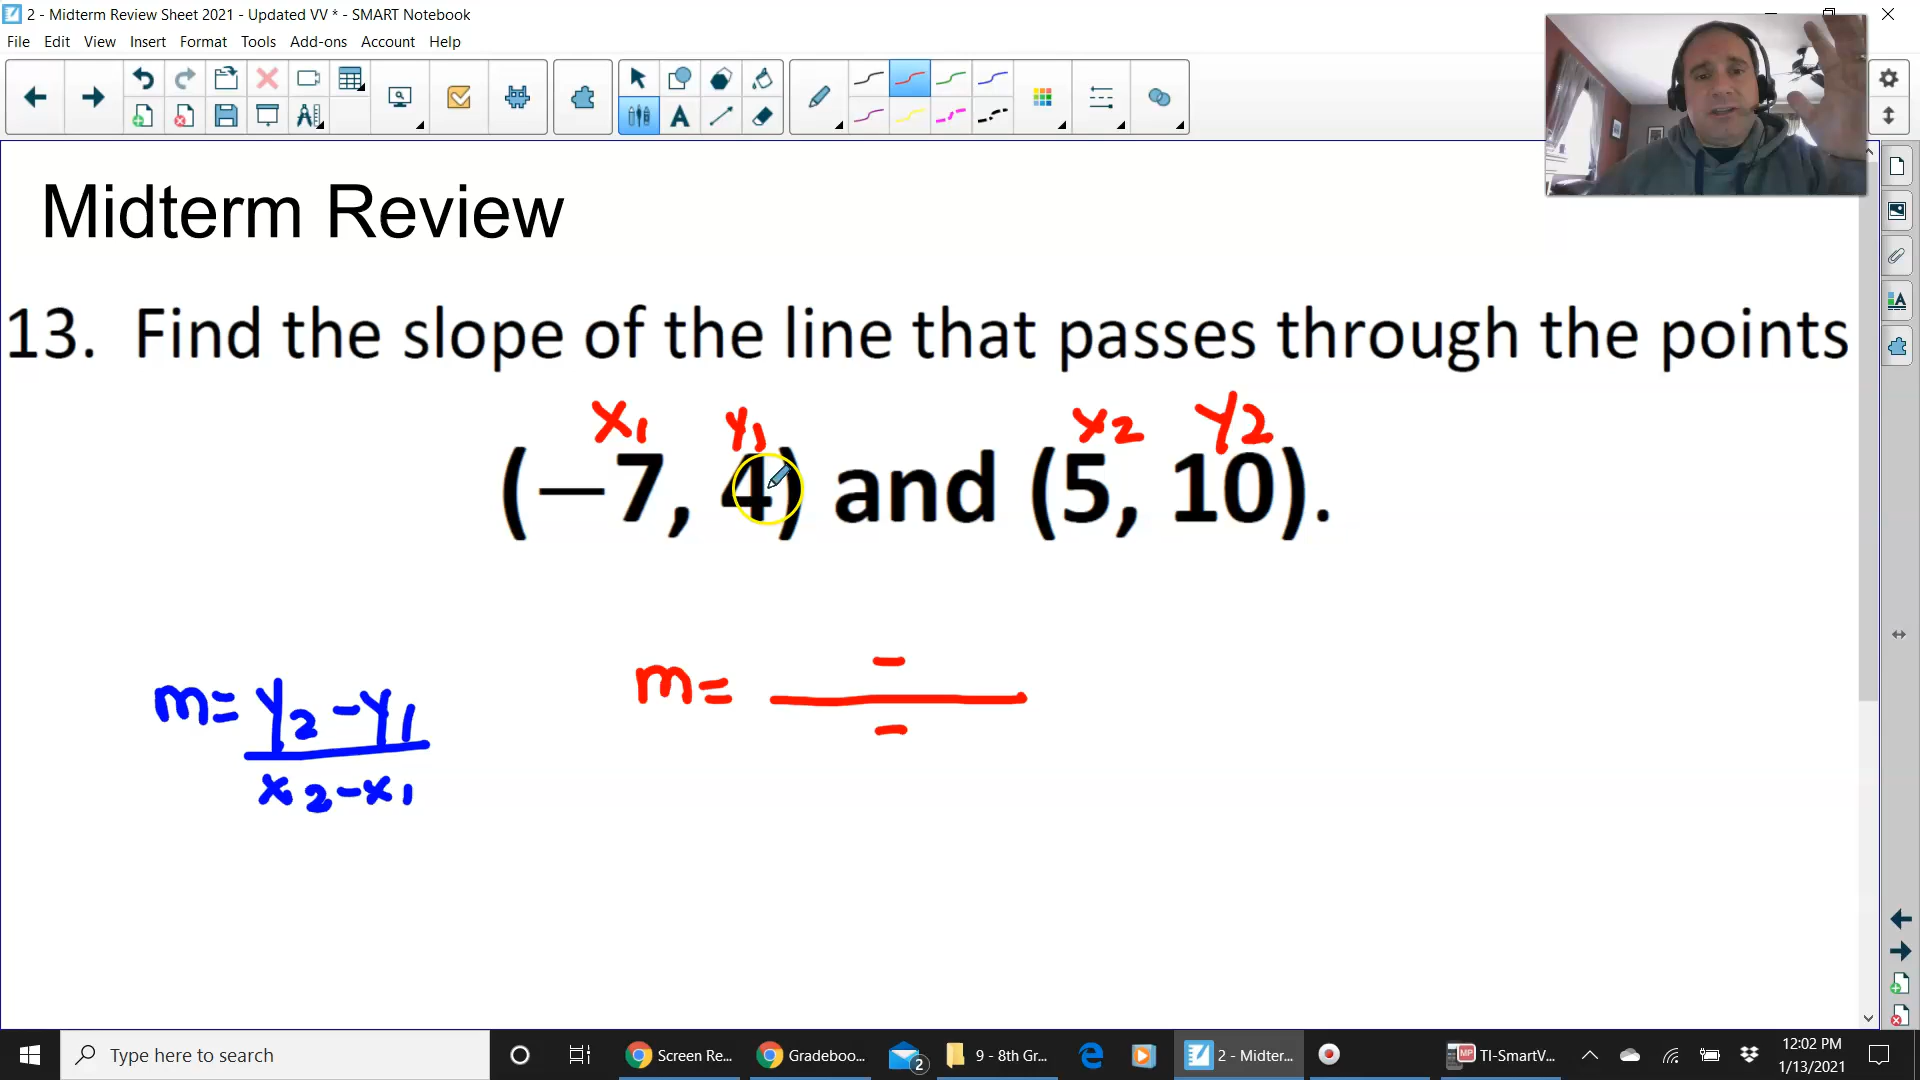 2 - Midterm Review Sheet 2021 - Updated VV * - SMART Notebook
File Edit View Insert Format Tools Add-ons Account Help
Midterm Review
13. Find the slope of the line that passes through the points
x1 y1 x2 y2
(−7, 4) and (5, 10).
m= y2 - y1
x2 - x1
m= -
-
Type here to search
2
Screen Re...
Gradeboo...
9 - 8th Gr...
2 - Midter...
MP
TI-SmartV...
12:02 PM
1/13/2021